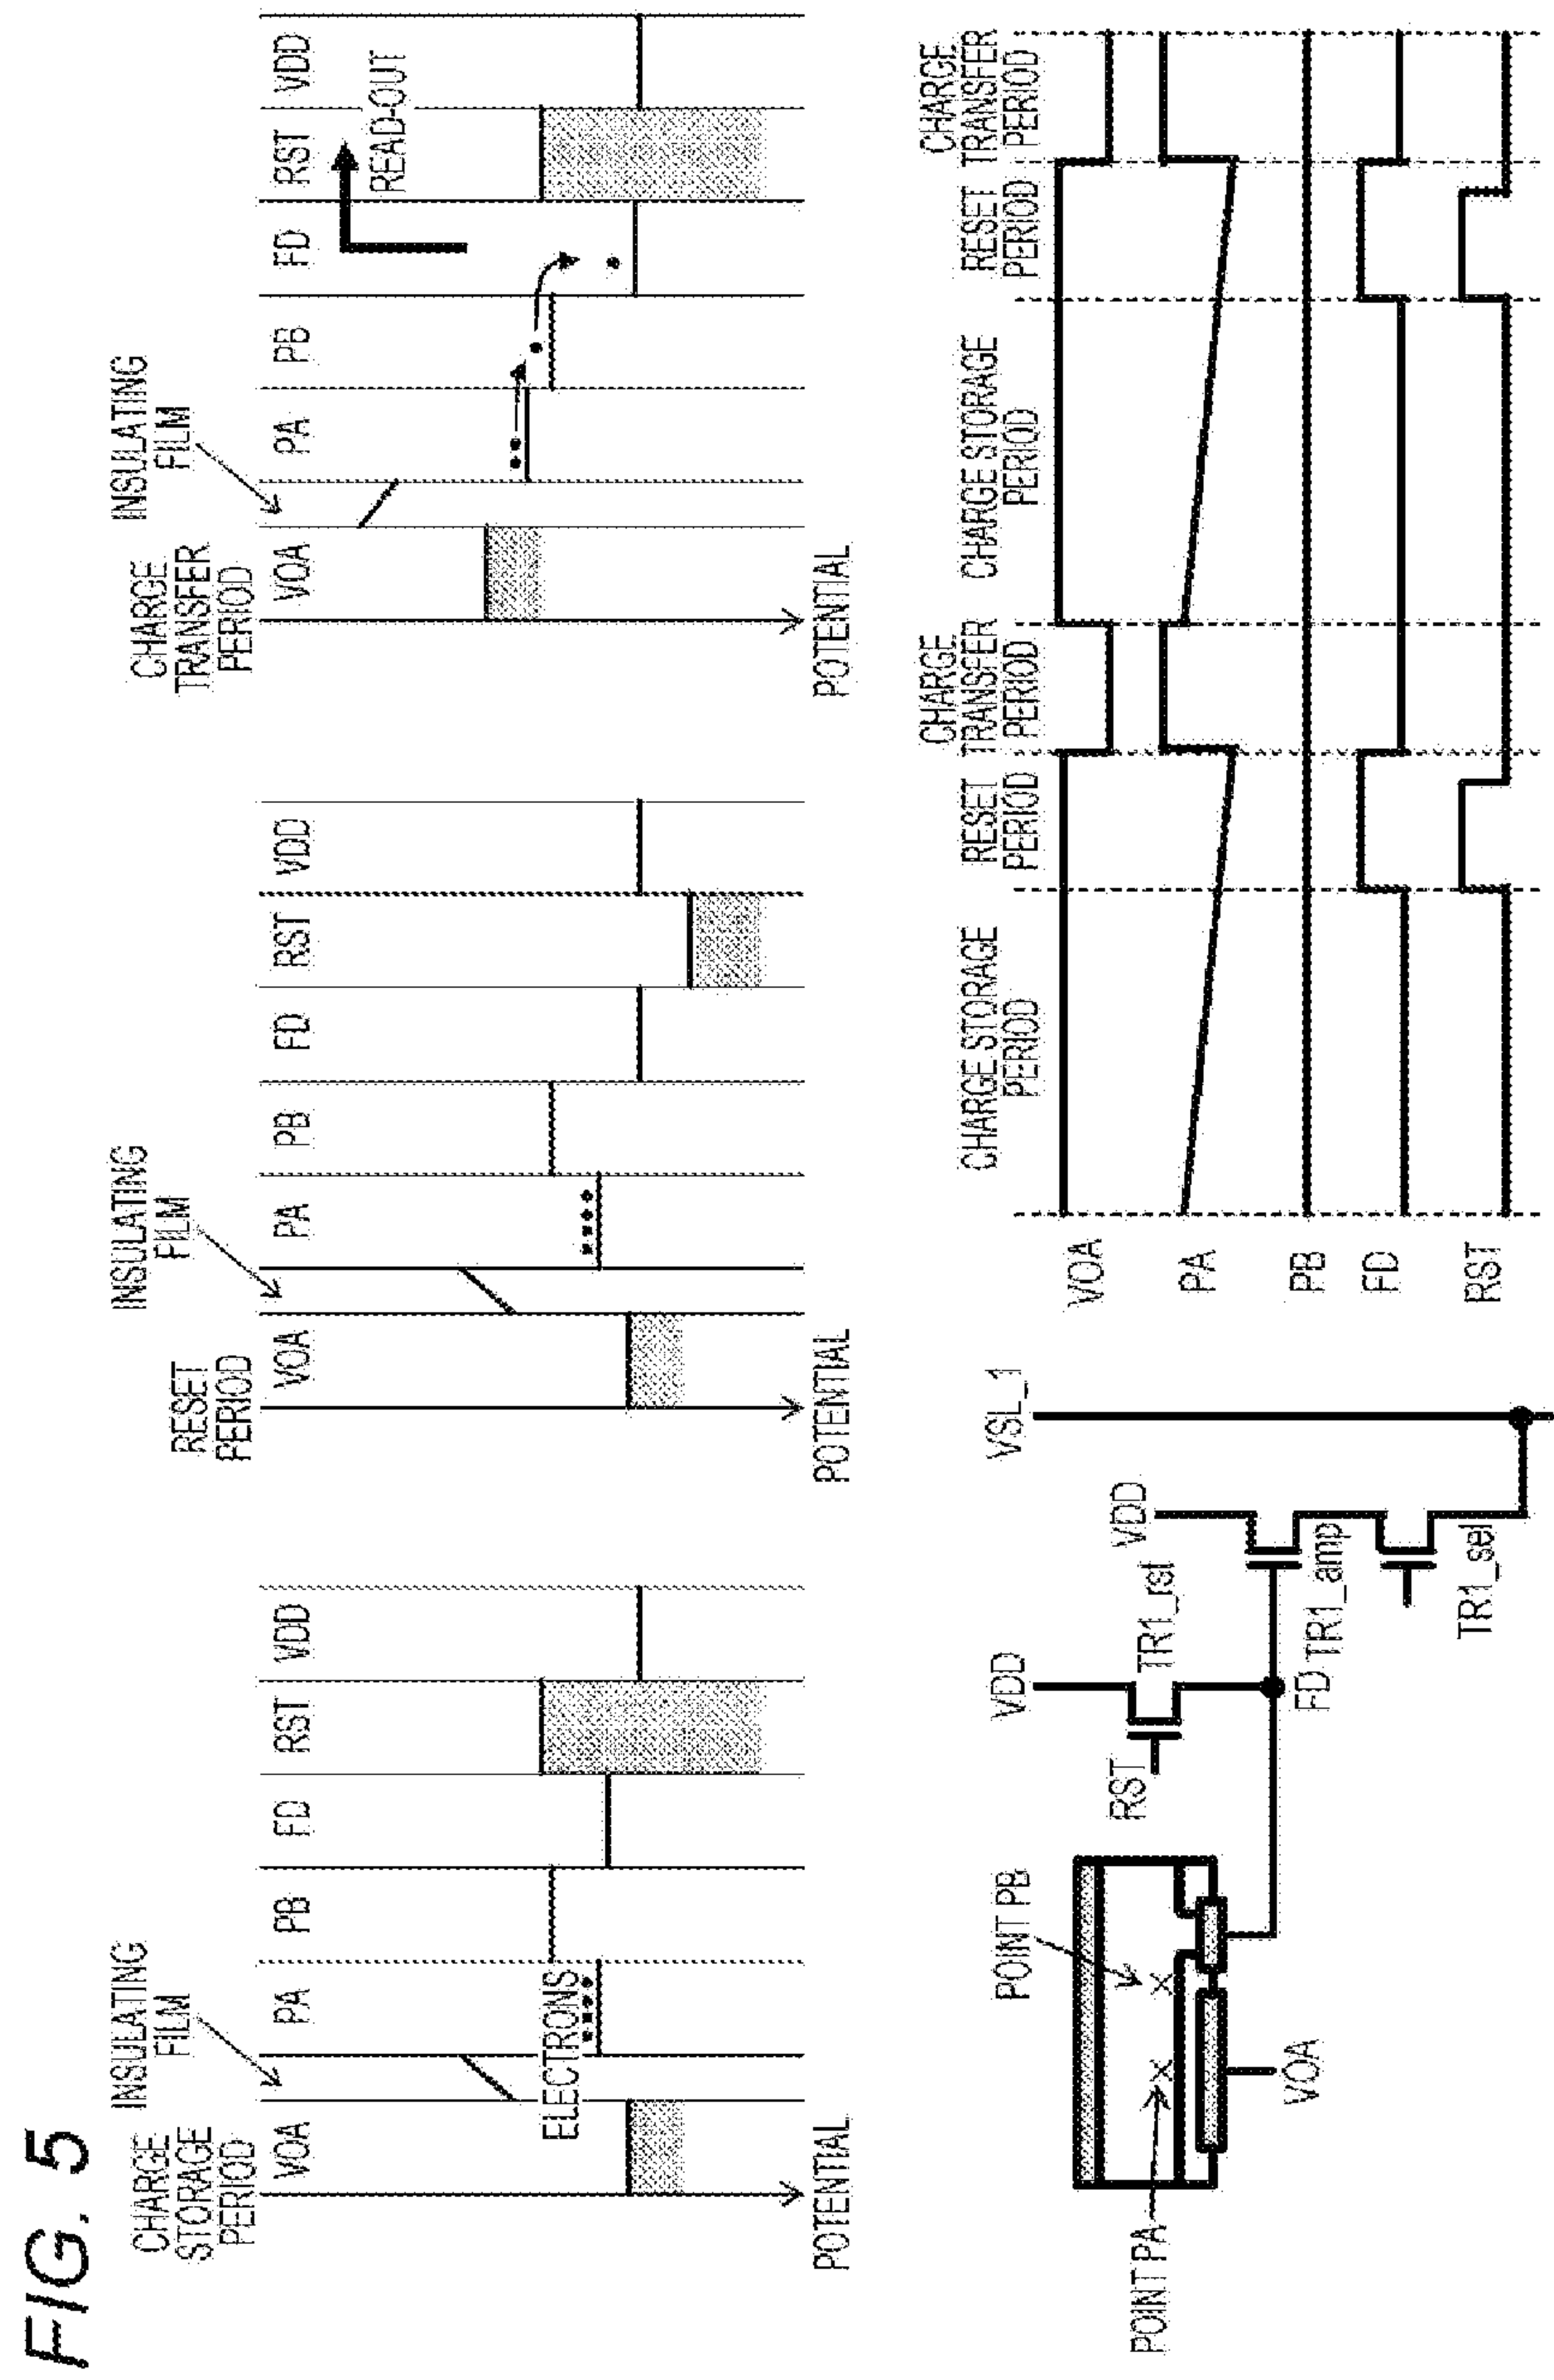 FIG. 5
CHARGE
STORAGE
PERIOD
INSULATING
FILM
VOA
PA
PB
FD
RST
VDD
ELECTRONS
POTENTIAL
RESET
PERIOD
INSULATING
FILM
VOA
PA
PB
FD
RST
VDD
POTENTIAL
CHARGE
TRANSFER
PERIOD
INSULATING
FILM
VOA
PA
PB
FD
RST
VDD
READ-OUT
POTENTIAL
POINT PA
POINT PB
VOA
RST
VDD
TR1_rst
FD
VDD
TR1_amp
TR1_sel
VSL_1
CHARGE STORAGE
PERIOD
RESET
PERIOD
CHARGE
TRANSFER
PERIOD
CHARGE STORAGE
PERIOD
RESET
PERIOD
CHARGE
TRANSFER
PERIOD
VOA
PA
PB
FD
RST